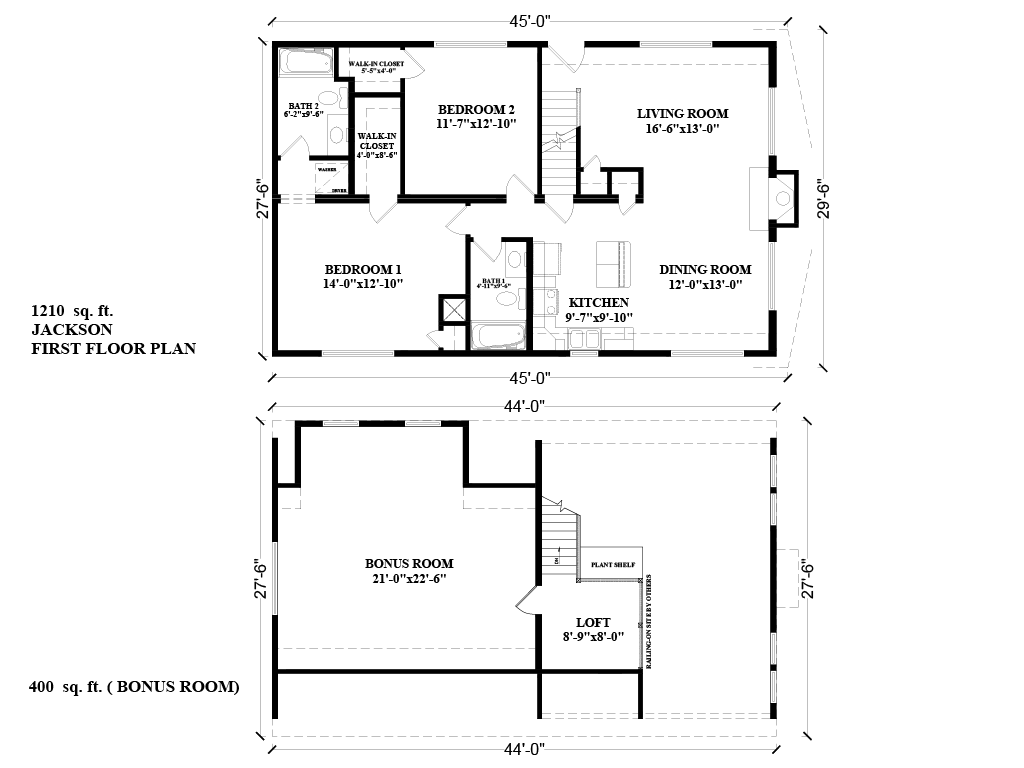 45'-0"
WALK-IN CLOSET
5'-5"x4'-0"
BATH 2
6'-2"x9'-6"
BEDROOM 2
11'-7"x12'-10"
LIVING ROOM
16'-6"x13'-0"
WALK-IN
CLOSET
4'-0"x8'-6"
WASHER
DRYER
27'-6"
29'-6"
BEDROOM 1
14'-0"x12'-10"
BATH 1
4'-11"x9'-6"
DINING ROOM
12'-0"x13'-0"
KITCHEN
9'-7"x9'-10"
1210 sq. ft.
JACKSON
FIRST FLOOR PLAN
45'-0"
44'-0"
BONUS ROOM
21'-0"x22'-6"
DN
PLANT SHELF
27'-6"
27'-6"
LOFT
8'-9"x8'-0"
RAILING-ON SITE BY OTHERS
400 sq. ft. ( BONUS ROOM)
44'-0"